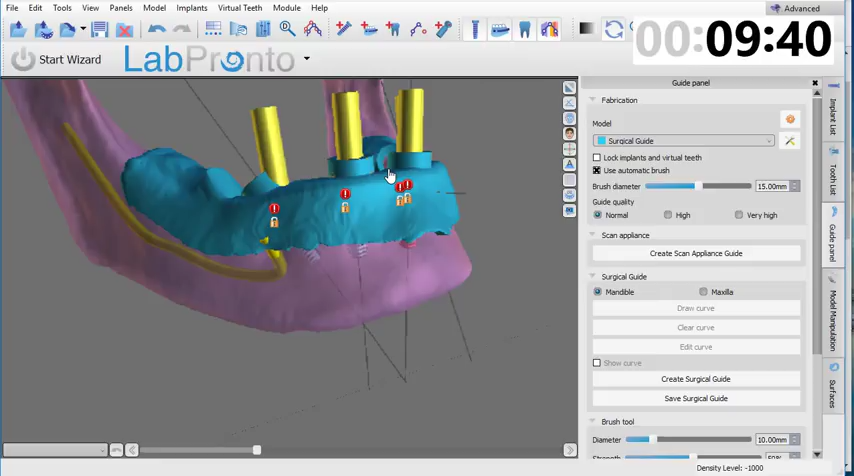 File Edit Tools Views Panels Model Implants Virtual Teeth Module Help
Advanced
00:09:40
Start Wizard
LabPronto
Guide panel
Fabrication
Model
Surgical Guide
Lock implants and virtual teeth
Use automatic brush
Brush diameter 15.00mm
Guide quality
Normal High Very high
Scan appliance
Create Scan Appliance Guide
Surgical Guide
Mandible Maxilla
Draw curve
Clear curve
Edit curve
Show curve
Create Surgical Guide
Save Surgical Guide
Brush tool
Diameter 10.00mm
Strength 50%
Density Level: -1000
Implant List
Tooth List
Guide panel
Model Manipulation
Surfaces